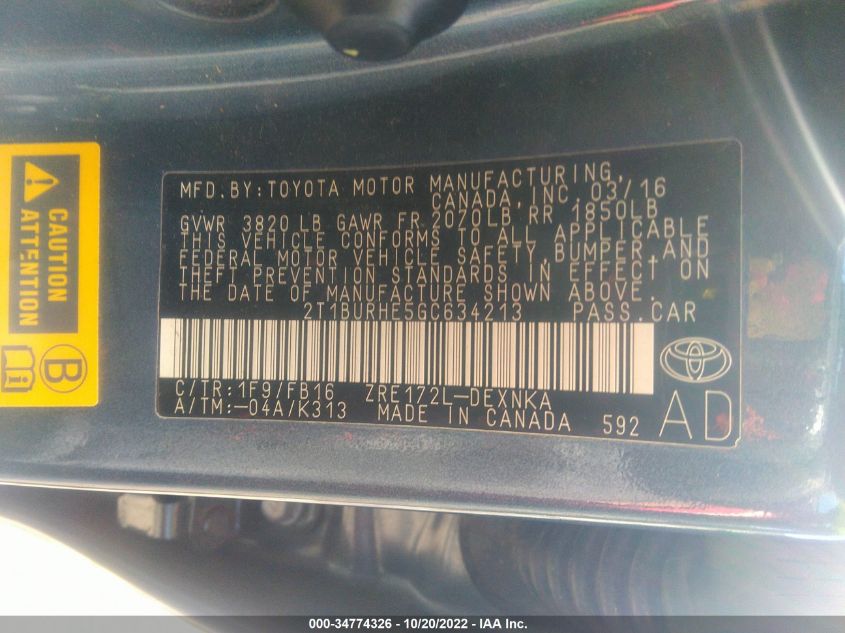 MFD. BY: TOYOTA MOTOR MANUFACTURING,
CANADA, INC. 03/16
GVWR 3820 LB GAWR FR 2070LB RR 1850LB
THIS VEHICLE CONFORMS TO ALL APPLICABLE
FEDERAL MOTOR VEHICLE SAFETY, BUMPER, AND
THEFT PREVENTION STANDARDS IN EFFECT ON
THE DATE OF MANUFACTURE SHOWN ABOVE.
2T1BURHE5GC634213 PASS. CAR
C/TR: 1F9/FB16 ZRE172L-DEXNKA
A/TM: -04A/K313 MADE IN CANADA 592
AD
CAUTION
ATTENTION
B
000-34774326 - 10/20/2022 - IAA Inc.